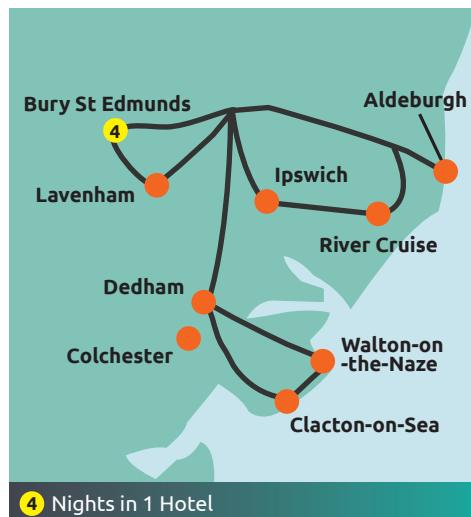 Bury St Edmunds
Aldeburgh
4
Lavenham
Ipswich
River Cruise
Dedham
Colchester
Walton-on
-the-Naze
Clacton-on-Sea
4 Nights in 1 Hotel